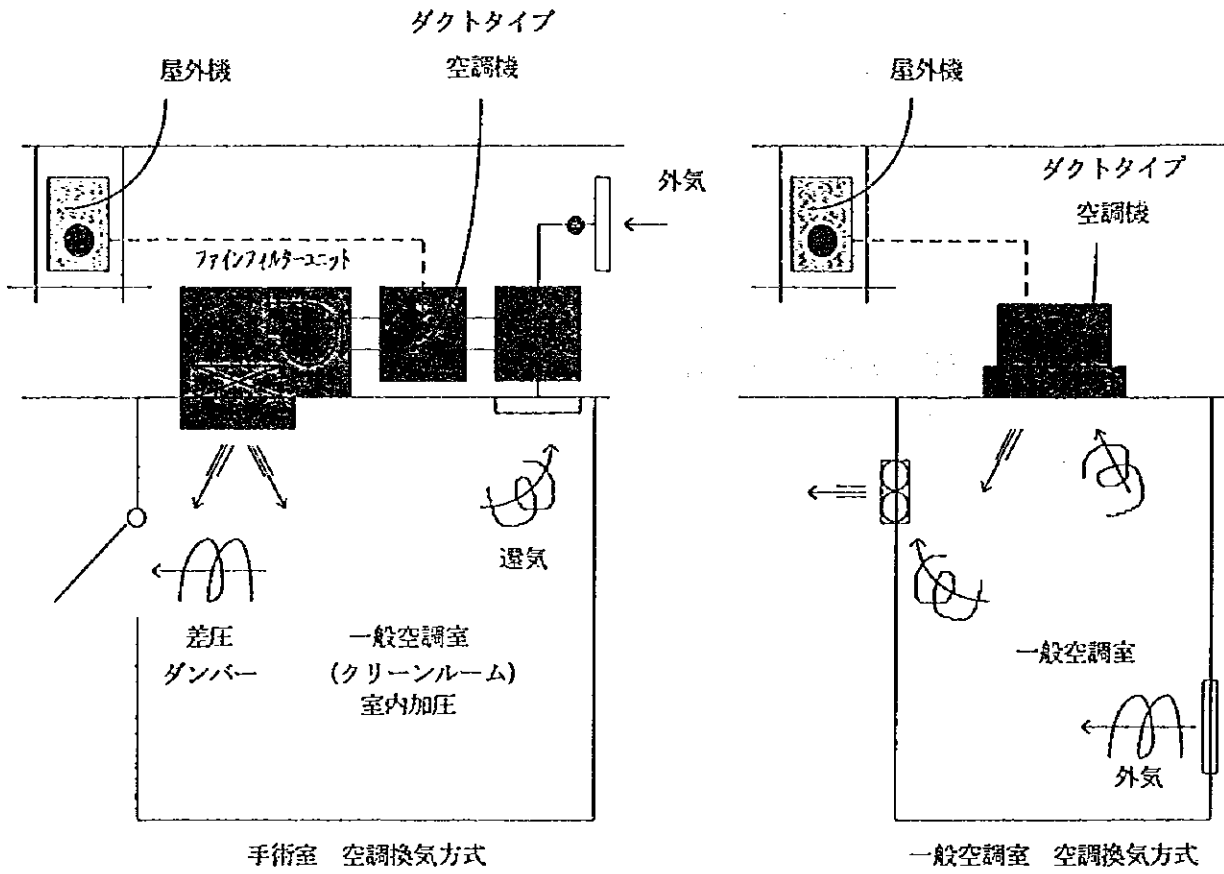 ダクトタイプ
空調機
屋外機
外気
ファインフィルターユニット
還気
差圧
ダンバー
一般空調室
(クリーンルーム)
室内加圧
手術室 空調換気方式
屋外機
ダクトタイプ
空調機
一般空調室
外気
一般空調室 空調換気方式